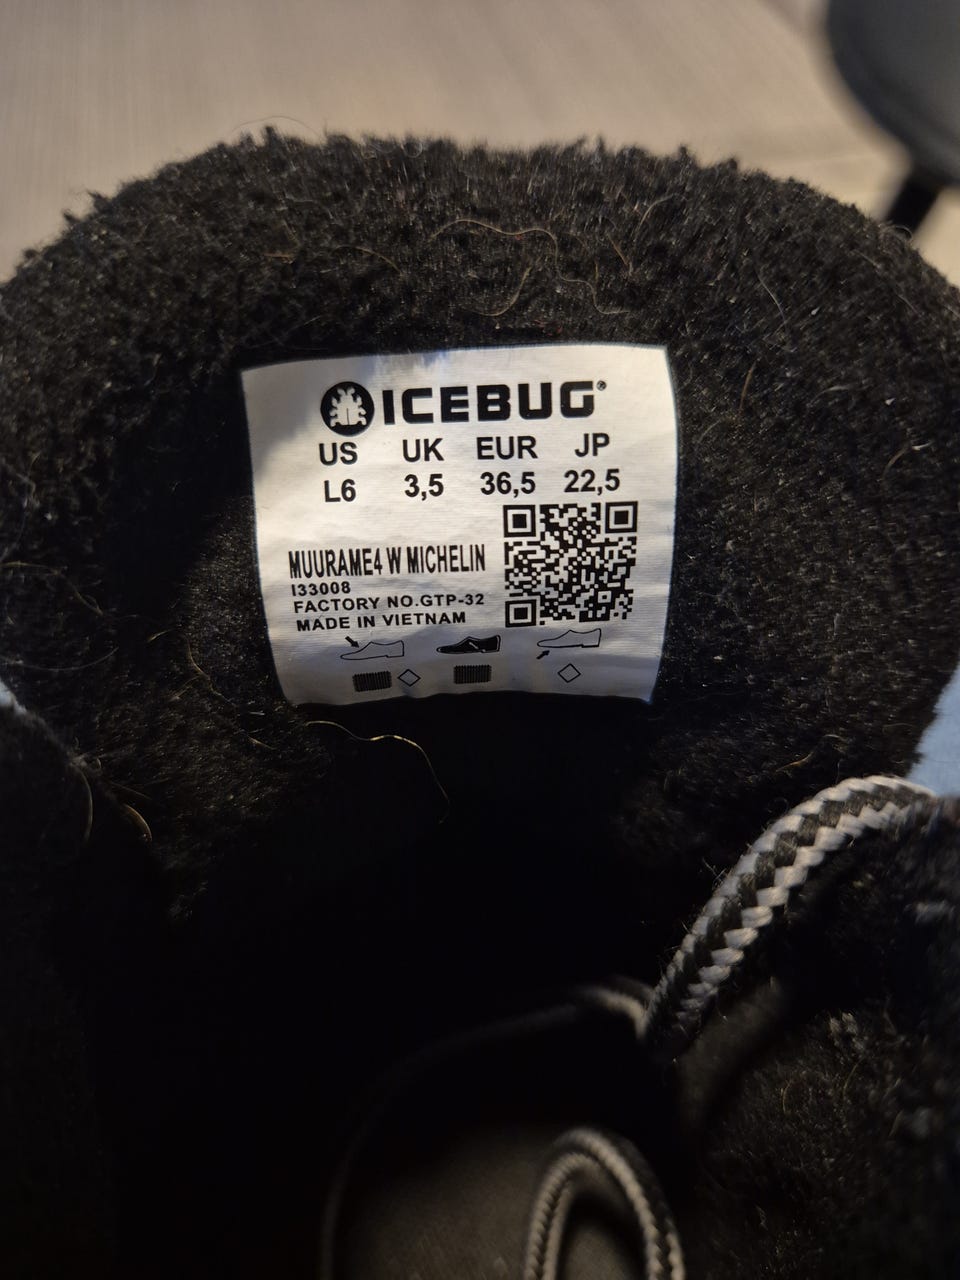 ICEBUG®
US UK EUR JP
L6 3,5 36,5 22,5
MUURAME4 W MICHELIN
I33008
FACTORY NO.GTP-32
MADE IN VIETNAM